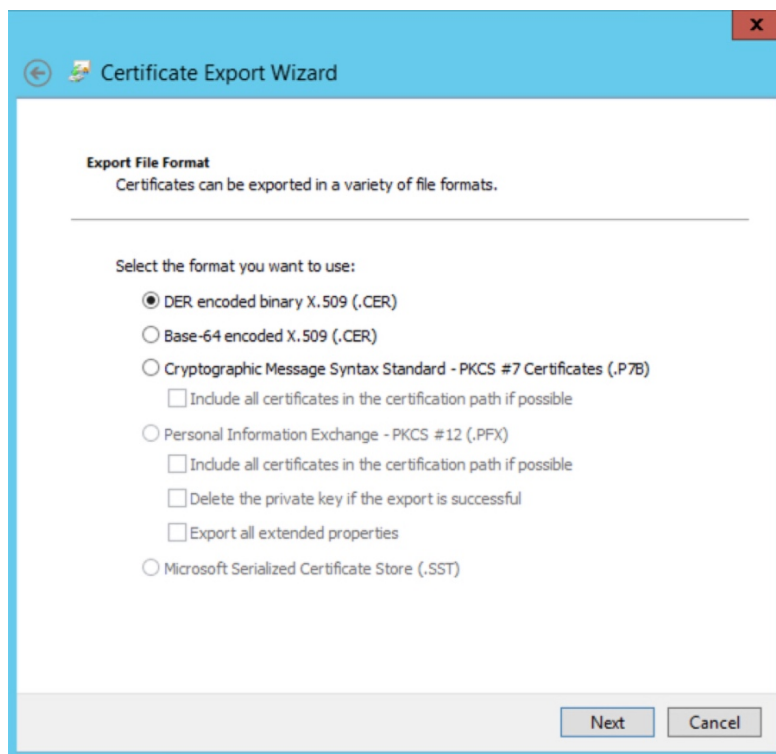 x
Certificate Export Wizard
Export File Format
Certificates can be exported in a variety of file formats.
Select the format you want to use:
DER encoded binary X.509 (.CER)
Base-64 encoded X.509 (.CER)
Cryptographic Message Syntax Standard - PKCS #7 Certificates (.P7B)
Include all certificates in the certification path if possible
Personal Information Exchange - PKCS #12 (.PFX)
Include all certificates in the certification path if possible
Delete the private key if the export is successful
Export all extended properties
Microsoft Serialized Certificate Store (.SST)
Next Cancel